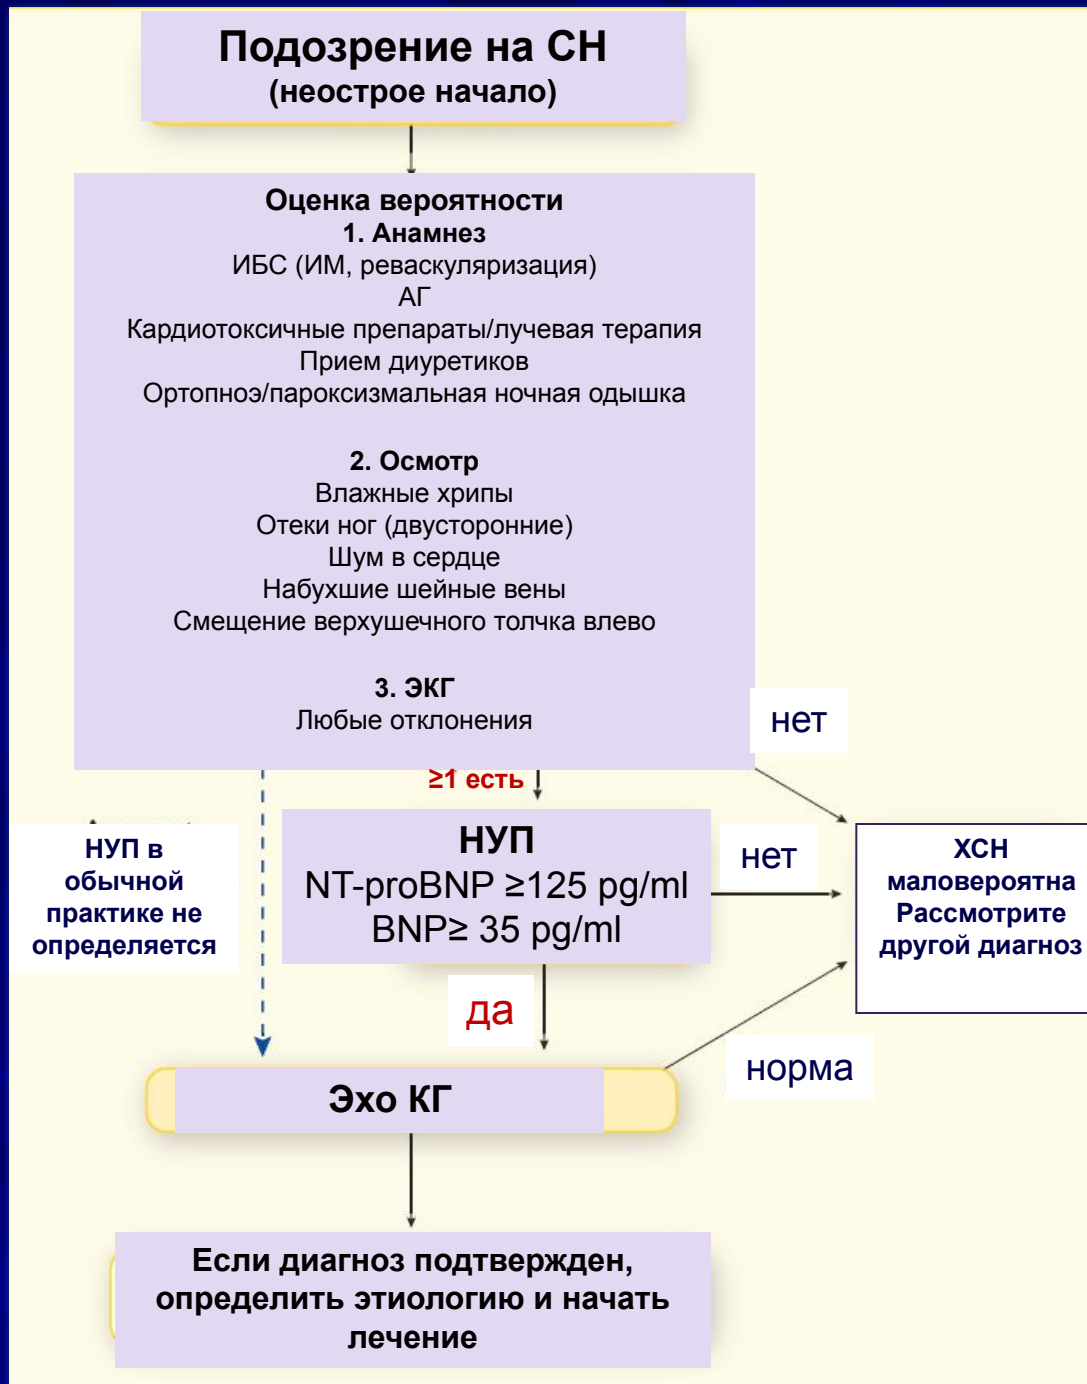 Подозрение на СН
(неострое начало)
Оценка вероятности
1. Анамнез
ИБС (ИМ, реваскуляризация)
АГ
Кардиотоксичные препараты/лучевая терапия
Прием диуретиков
Ортопноэ/пароксизмальная ночная одышка
2. Осмотр
Влажные хрипы
Отеки ног (двусторонние)
Шум в сердце
Набухшие шейные вены
Смещение верхушечного толчка влево
3. ЭКГ
Любые отклонения
нет
≥1 есть
НУП в
обычной
практике не
определяется
НУП
NT-proBNP ≥125 pg/ml
BNP≥ 35 pg/ml
нет
ХСН
маловероятна
Рассмотрите
другой диагноз
да
норма
Эхо КГ
Если диагноз подтвержден,
определить этиологию и начать
лечение